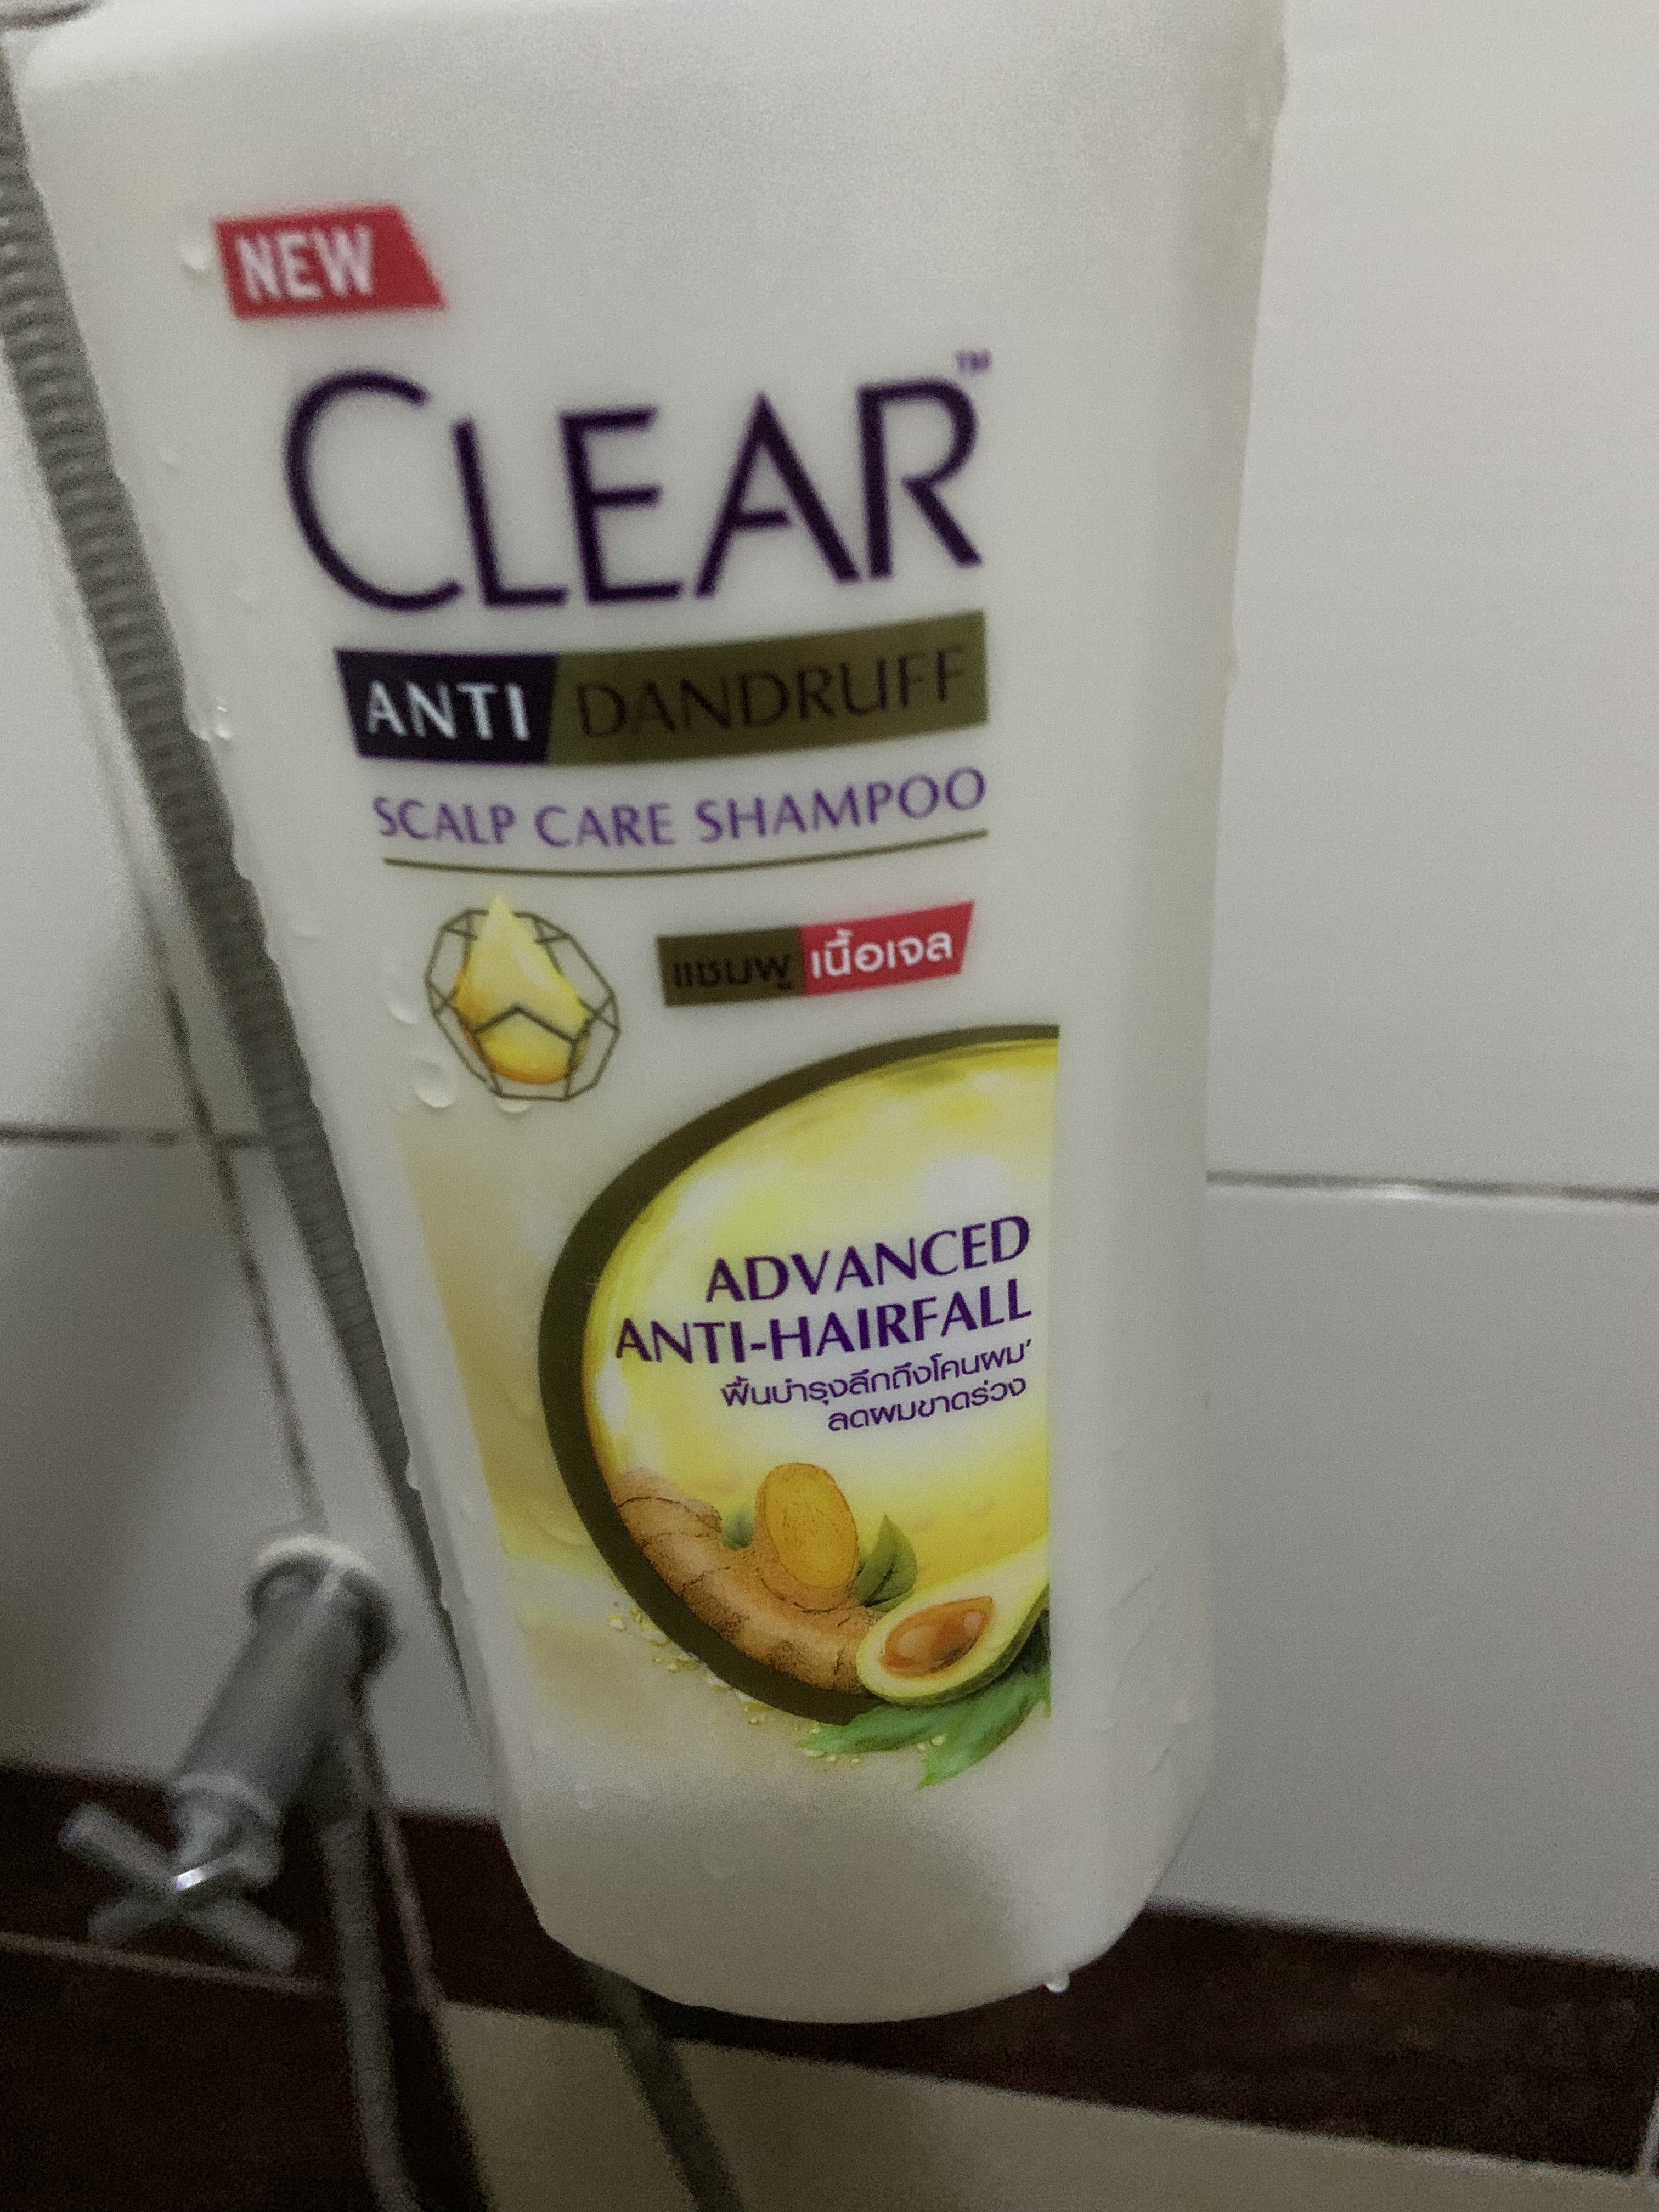 NEW
CLEAR™
ANTI DANDRUFF
SCALP CARE SHAMPOO
แชมพู เนื้อเจล
ADVANCED
ANTI-HAIRFALL
ฟื้นบำรุงลึกถึงโคนผม'
ลดผมขาดร่วง